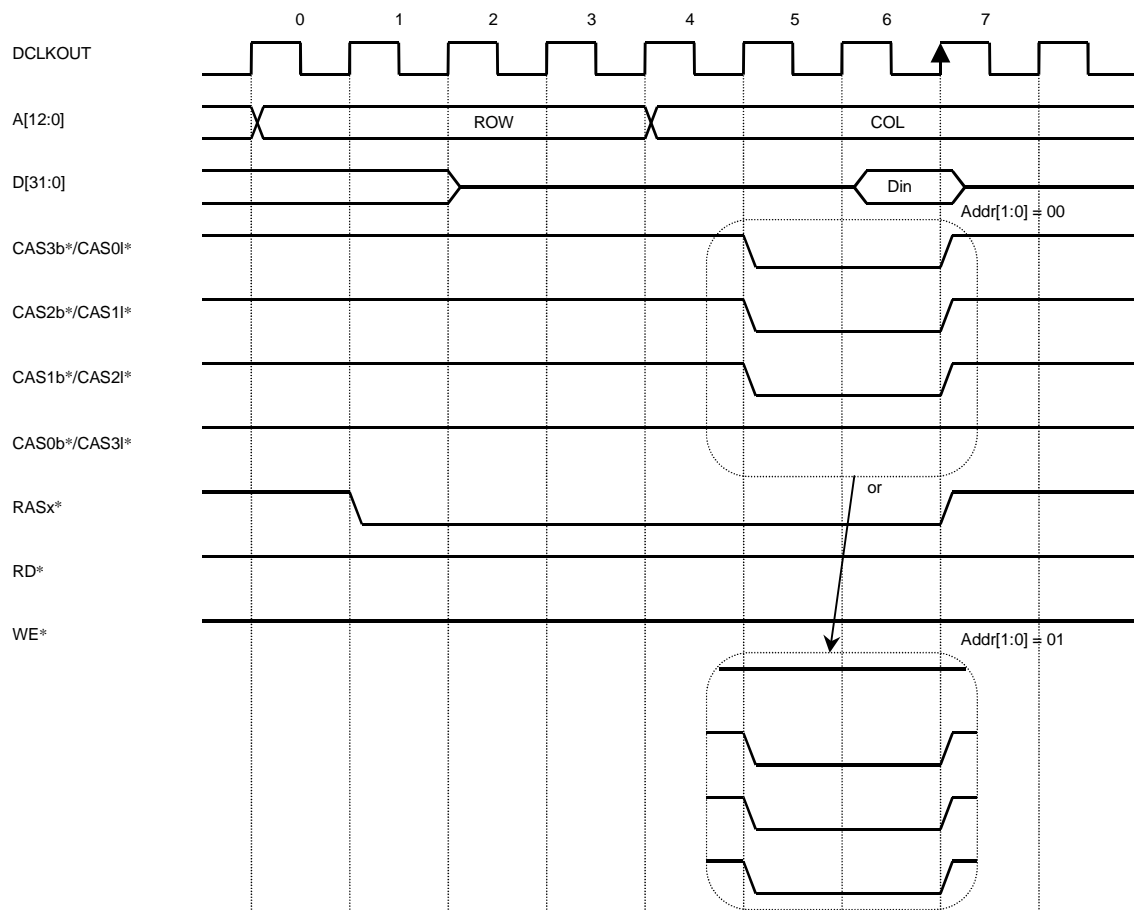 0 1 2 3 4 5 6 7
DCLKOUT
A[12:0] ROW COL
D[31:0] Din
Addr[1:0] = 00
CAS3b*/CAS0l*
CAS2b*/CAS1l*
CAS1b*/CAS2l*
CAS0b*/CAS3l*
or
RASx*
RD*
WE*
Addr[1:0] = 01